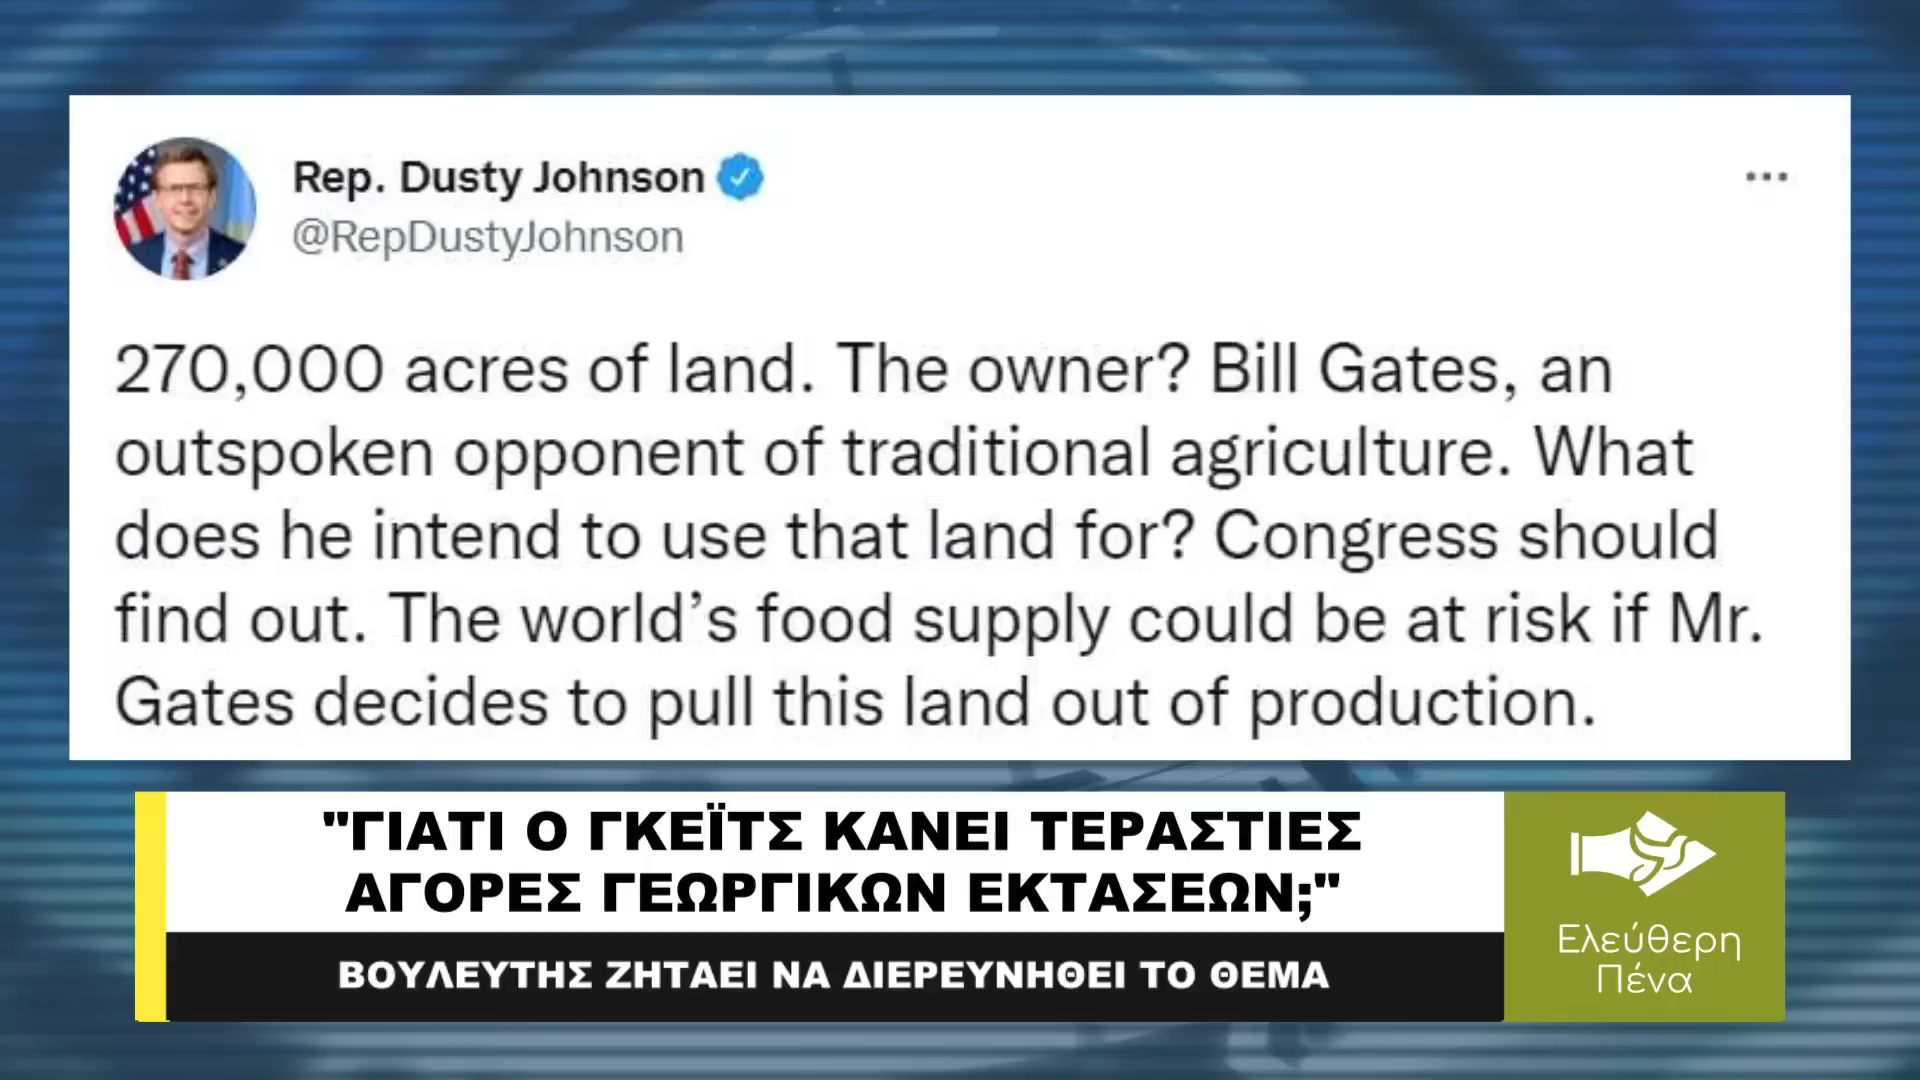 Rep. Dusty Johnson
@RepDustyJohnson
270,000 acres of land. The owner? Bill Gates, an
outspoken opponent of traditional agriculture. What
does he intend to use that land for? Congress should
find out. The world’s food supply could be at risk if Mr.
Gates decides to pull this land out of production.
"ΓΙΑΤΙ Ο ΓΚΕΪΤΣ ΚΑΝΕΙ ΤΕΡΑΣΤΙΕΣ
ΑΓΟΡΕΣ ΓΕΩΡΓΙΚΩΝ ΕΚΤΑΣΕΩΝ;"
ΒΟΥΛΕΥΤΗΣ ΖΗΤΑΕΙ ΝΑ ΔΙΕΡΕΥΝΗΘΕΙ ΤΟ ΘΕΜΑ
Ελεύθερη
Πένα